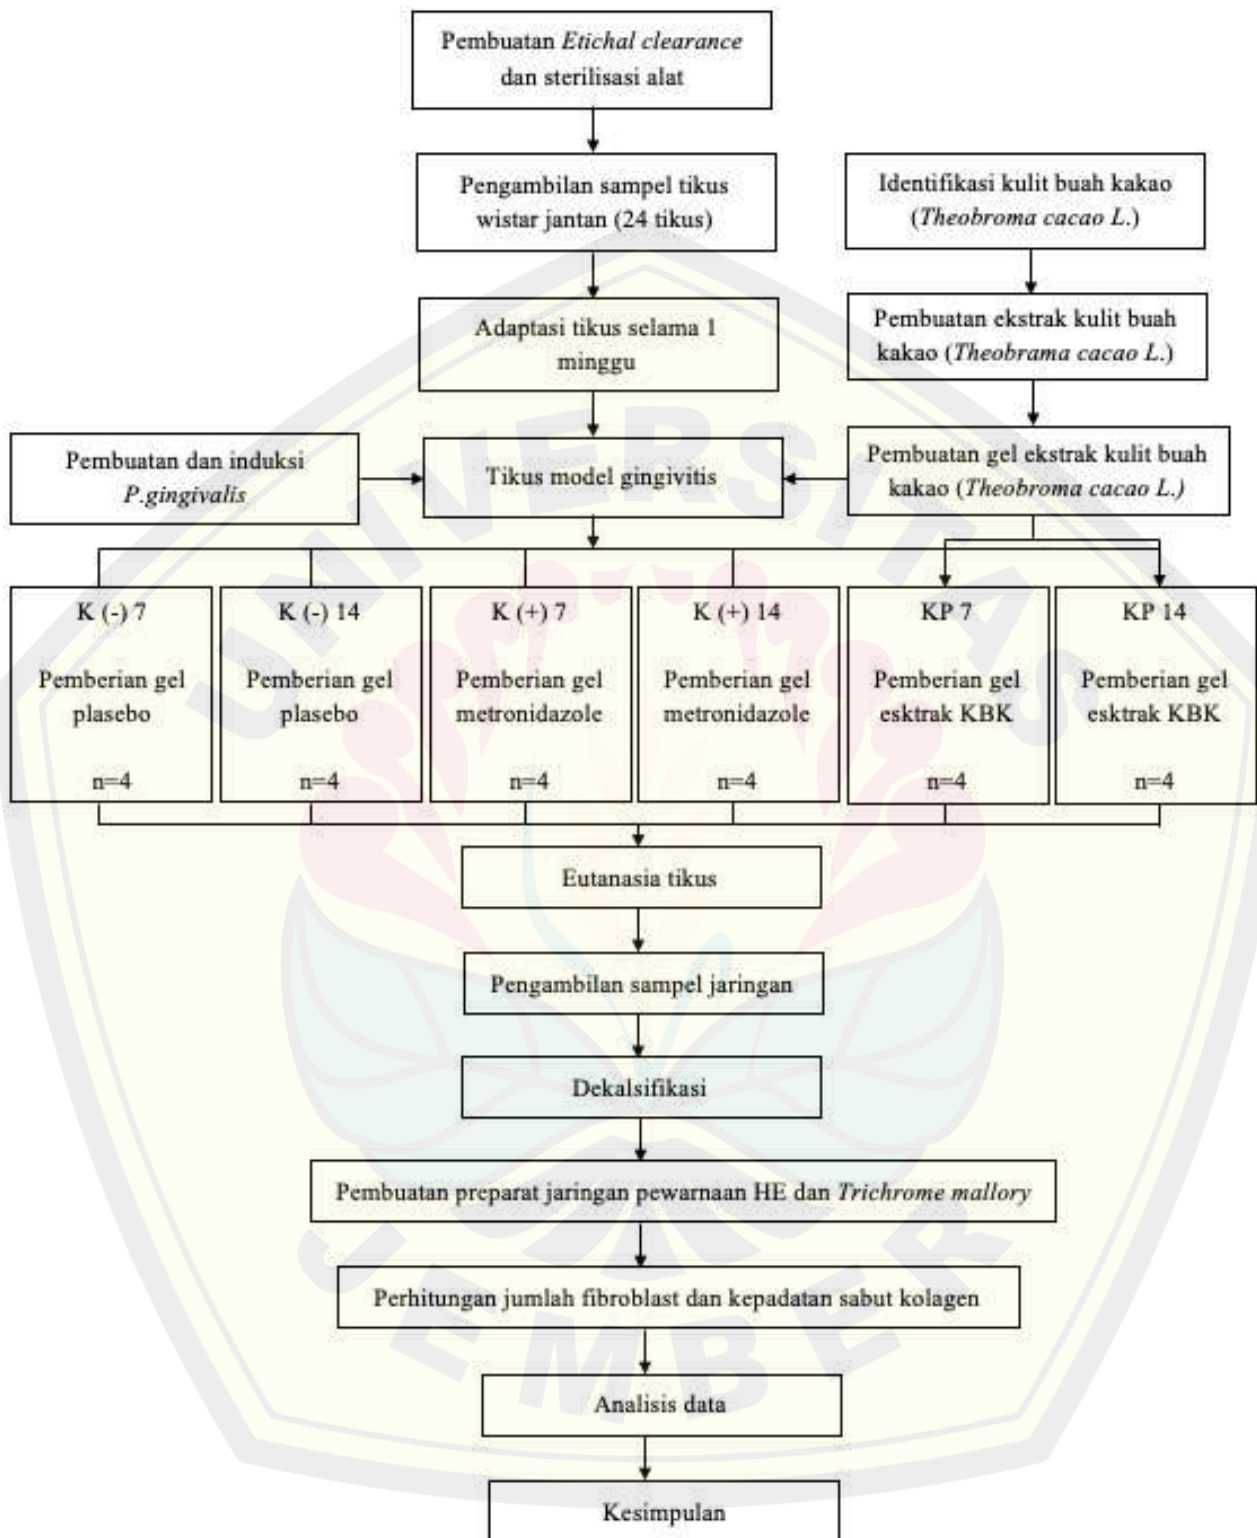 Pembuatan Etichal clearance
dan sterilisasi alat
Pengambilan sampel tikus
wistar jantan (24 tikus)
Identifikasi kulit buah kakao
(Theobroma cacao L.)
Adaptasi tikus selama 1
minggu
Pembuatan ekstrak kulit buah
kakao (Theobrama cacao L.)
Pembuatan dan induksi
P.gingivalis
Tikus model gingivitis
Pembuatan gel ekstrak kulit buah
kakao (Theobroma cacao L.)
K (-) 7
Pemberian gel
plasebo
n=4
K (-) 14
Pemberian gel
plasebo
n=4
K (+) 7
Pemberian gel
metronidazole
n=4
K (+) 14
Pemberian gel
metronidazole
n=4
KP 7
Pemberian gel
esktrak KBK
n=4
KP 14
Pemberian gel
esktrak KBK
n=4
Eutanasia tikus
Pengambilan sampel jaringan
Dekalsifikasi
Pembuatan preparat jaringan pewarnaan HE dan Trichrome mallory
Perhitungan jumlah fibroblast dan kepadatan sabut kolagen
Analisis data
Kesimpulan
UNIVERSITAS
JEMBER